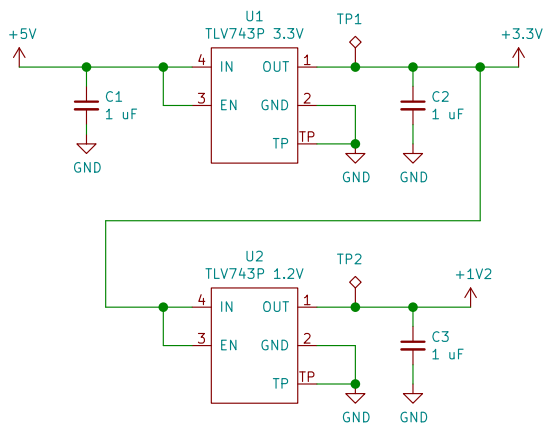 U1
TLV743P 3.3V
TP1
+5V
+3.3V
4 IN OUT 1
C1
1 uF
3 EN GND 2
C2
1 uF
TP TP
GND
GND
GND
U2
TLV743P 1.2V
TP2
+1V2
4 IN OUT 1
3 EN GND 2
C3
1 uF
TP TP
GND
GND